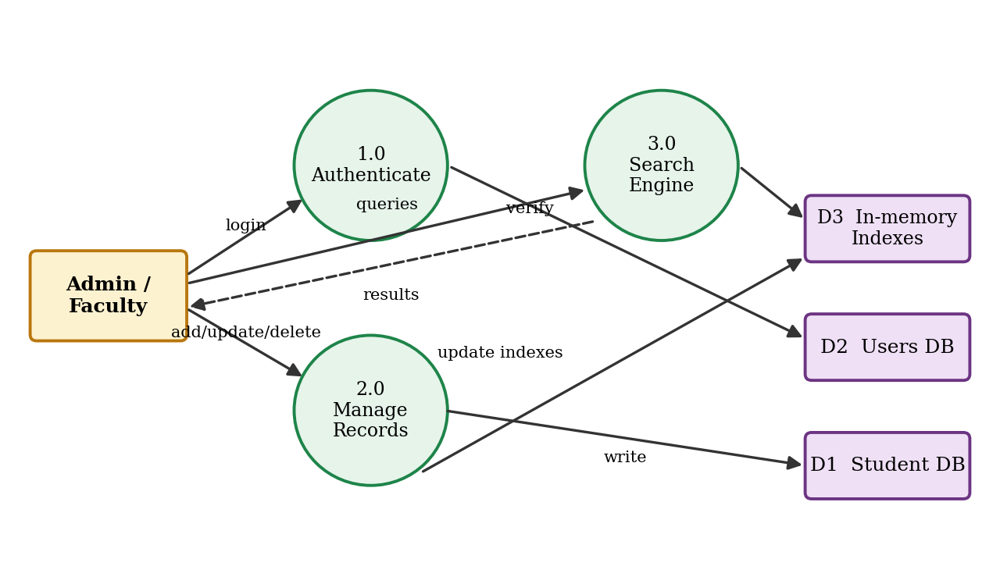 1.0
Authenticate
3.0
Search
Engine
queries
verify
login
D3  In-memory
Indexes
Admin /
Faculty
results
add/update/delete
update indexes
D2  Users DB
2.0
Manage
Records
write
D1  Student DB